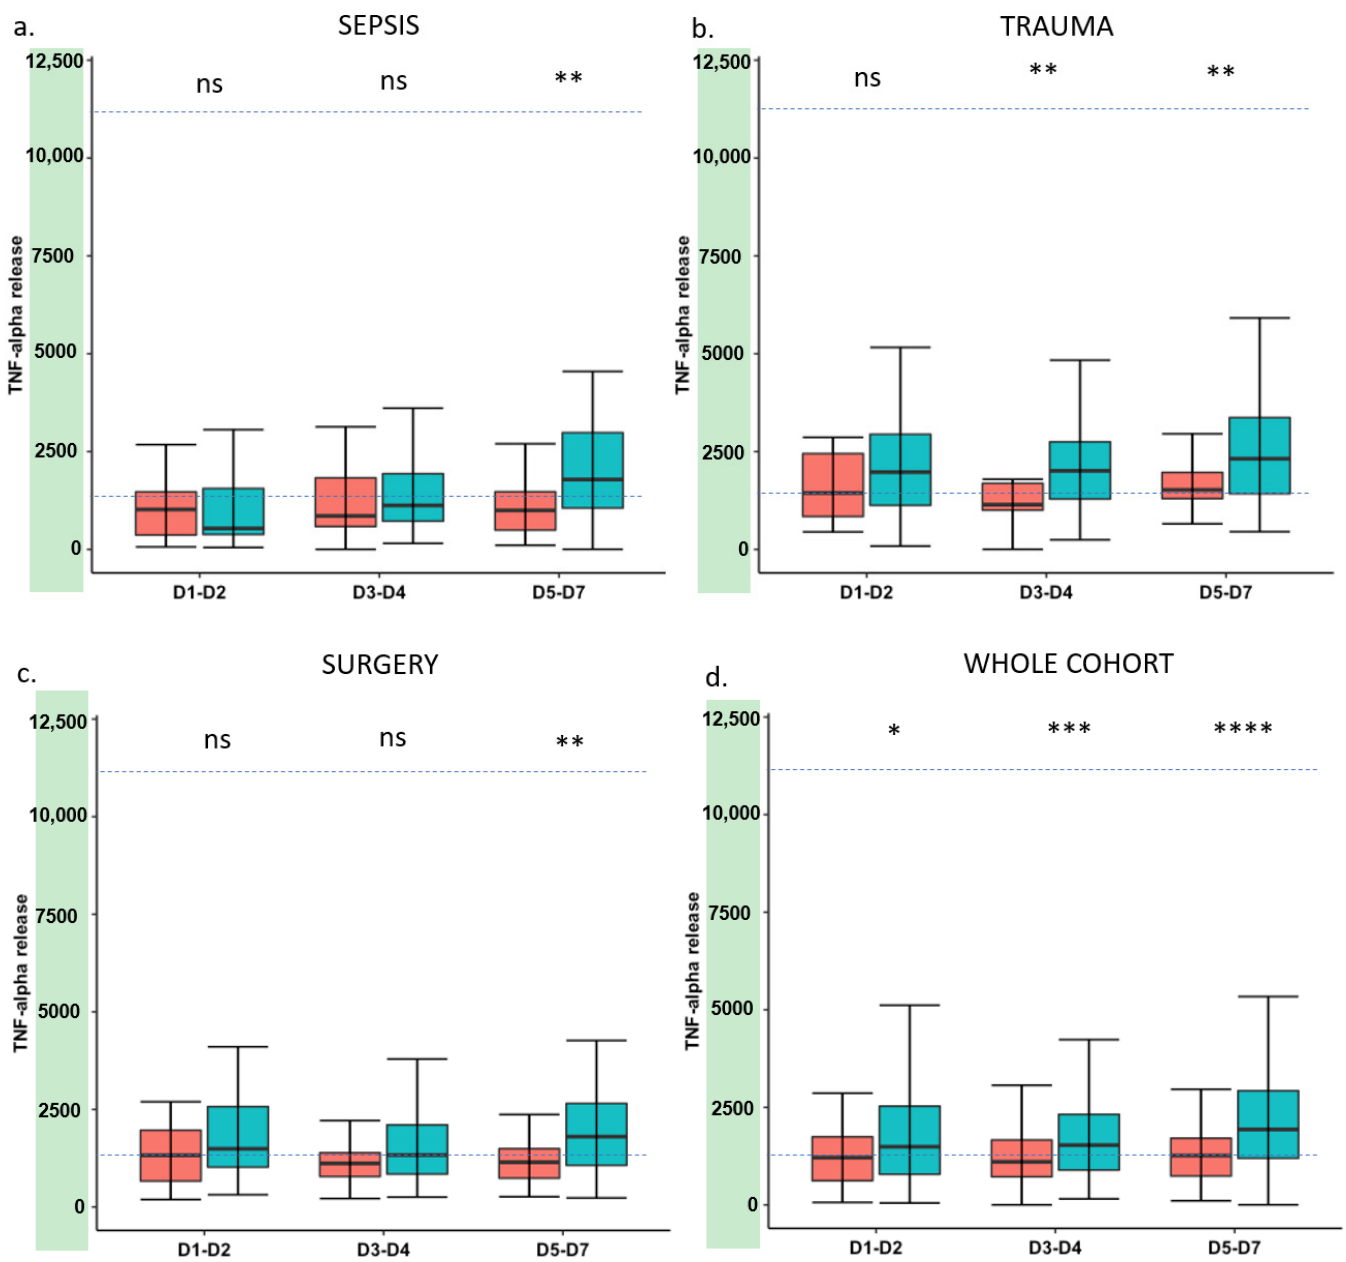 a.
SEPSIS
12,500
ns
ns
**
10,000
7500
5000
2500
0
TNF-alpha release
D1-D2
D3-D4
D5-D7
b.
TRAUMA
12,500
ns
**
**
10,000
7500
5000
2500
0
TNF-alpha release
D1-D2
D3-D4
D5-D7
c.
SURGERY
12,500
ns
ns
**
10,000
7500
5000
2500
0
TNF-alpha release
D1-D2
D3-D4
D5-D7
d.
WHOLE COHORT
12,500
*
***
****
10,000
7500
5000
2500
0
TNF-alpha release
D1-D2
D3-D4
D5-D7